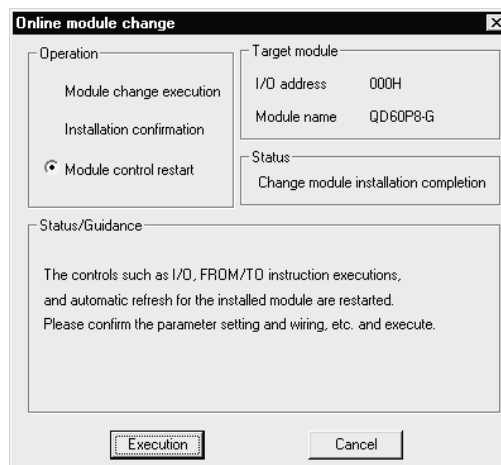 Online module change
Operation
Module change execution
Installation confirmation
Module control restart
Target module
I/O address 000H
Module name QD60P8-G
Status
Change module installation completion
Status/Guidance
The controls such as I/O, FROM/TO instruction executions,
and automatic refresh for the installed module are restarted.
Please confirm the parameter setting and wiring, etc. and execute.
Execution
Cancel